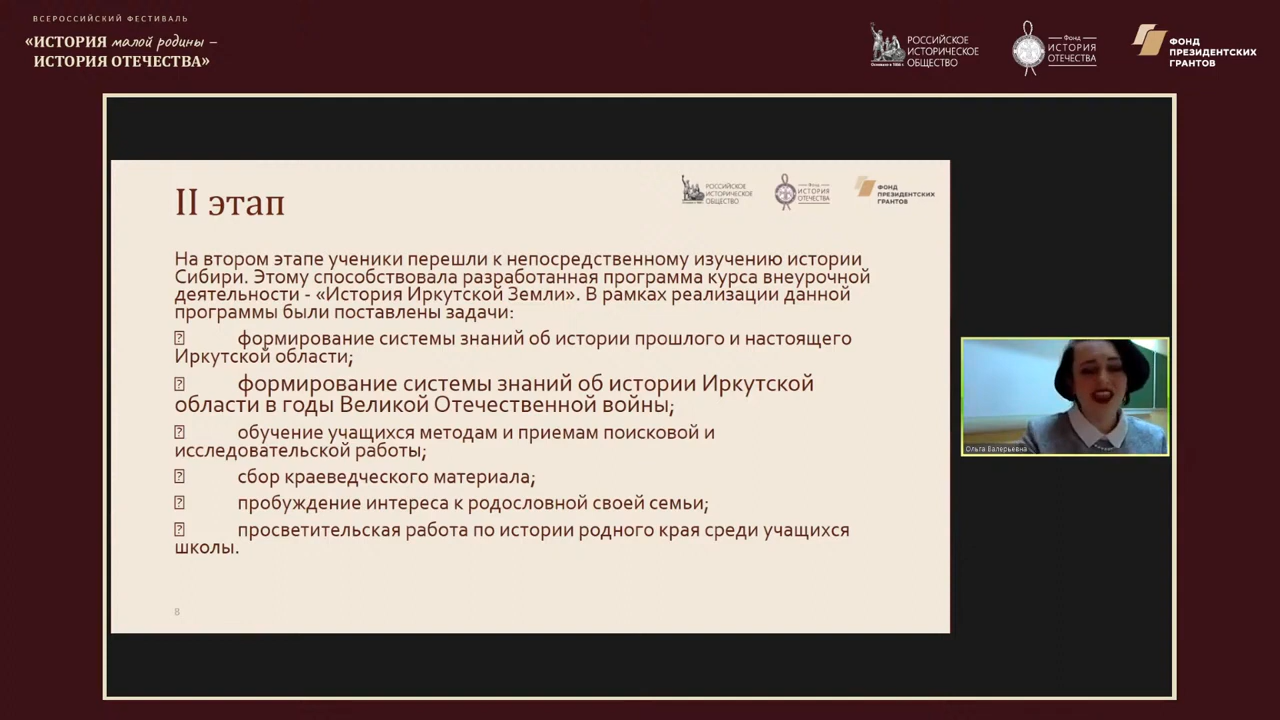 ВСЕРОССИЙСКИЙ ФЕСТИВАЛЬ
«ИСТОРИЯ малой родины –
ИСТОРИЯ ОТЕЧЕСТВА»
РОССИЙСКОЕ
ИСТОРИЧЕСКОЕ
ОБЩЕСТВО
Основано в 1866 г.
Фонд
ИСТОРИЯ
ОТЕЧЕСТВА
ФОНД
ПРЕЗИДЕНТСКИХ
ГРАНТОВ
II этап
РОССИЙСКОЕ
ИСТОРИЧЕСКОЕ
ОБЩЕСТВО
Фонд
ИСТОРИЯ
ОТЕЧЕСТВА
ФОНД
ПРЕЗИДЕНТСКИХ
ГРАНТОВ
На втором этапе ученики перешли к непосредственному изучению истории
Сибири. Этому способствовала разработанная программа курса внеурочной
деятельности - «История Иркутской Земли». В рамках реализации данной
программы были поставлены задачи:
формирование системы знаний об истории прошлого и настоящего
Иркутской области;
формирование системы знаний об истории Иркутской
области в годы Великой Отечественной войны;
обучение учащихся методам и приемам поисковой и
исследовательской работы;
сбор краеведческого материала;
пробуждение интереса к родословной своей семьи;
просветительская работа по истории родного края среди учащихся
школы.
8
Ольга Валерьевна